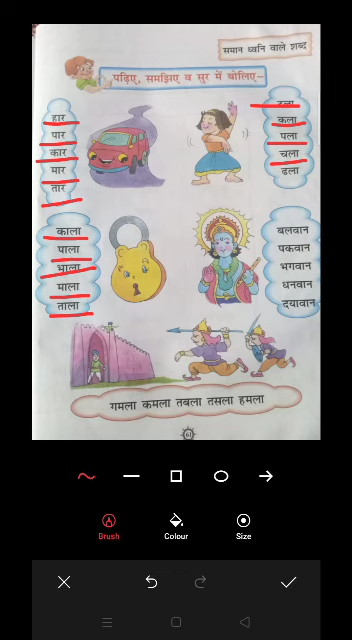 समान ध्वनि वाले शब्द
पढ़िए, समझिए व सुर में बोलिए–
हार
पार
कार
मार
तार
कला
पला
चला
ढला
काला
पाला
भाला
माला
ताला
बलवान
पकवान
भगवान
धनवान
दयावान
गमला कमला तबला तसला हमला
61
Brush
Colour
Size